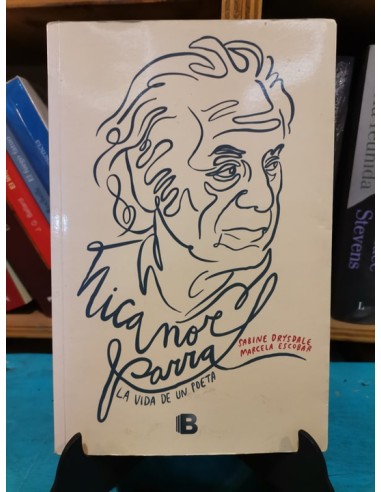 Nicanor
Parra
LA VIDA DE UN POETA
SABINE DRYSDALE
MARCELA ESCOBAR
B
Stevens